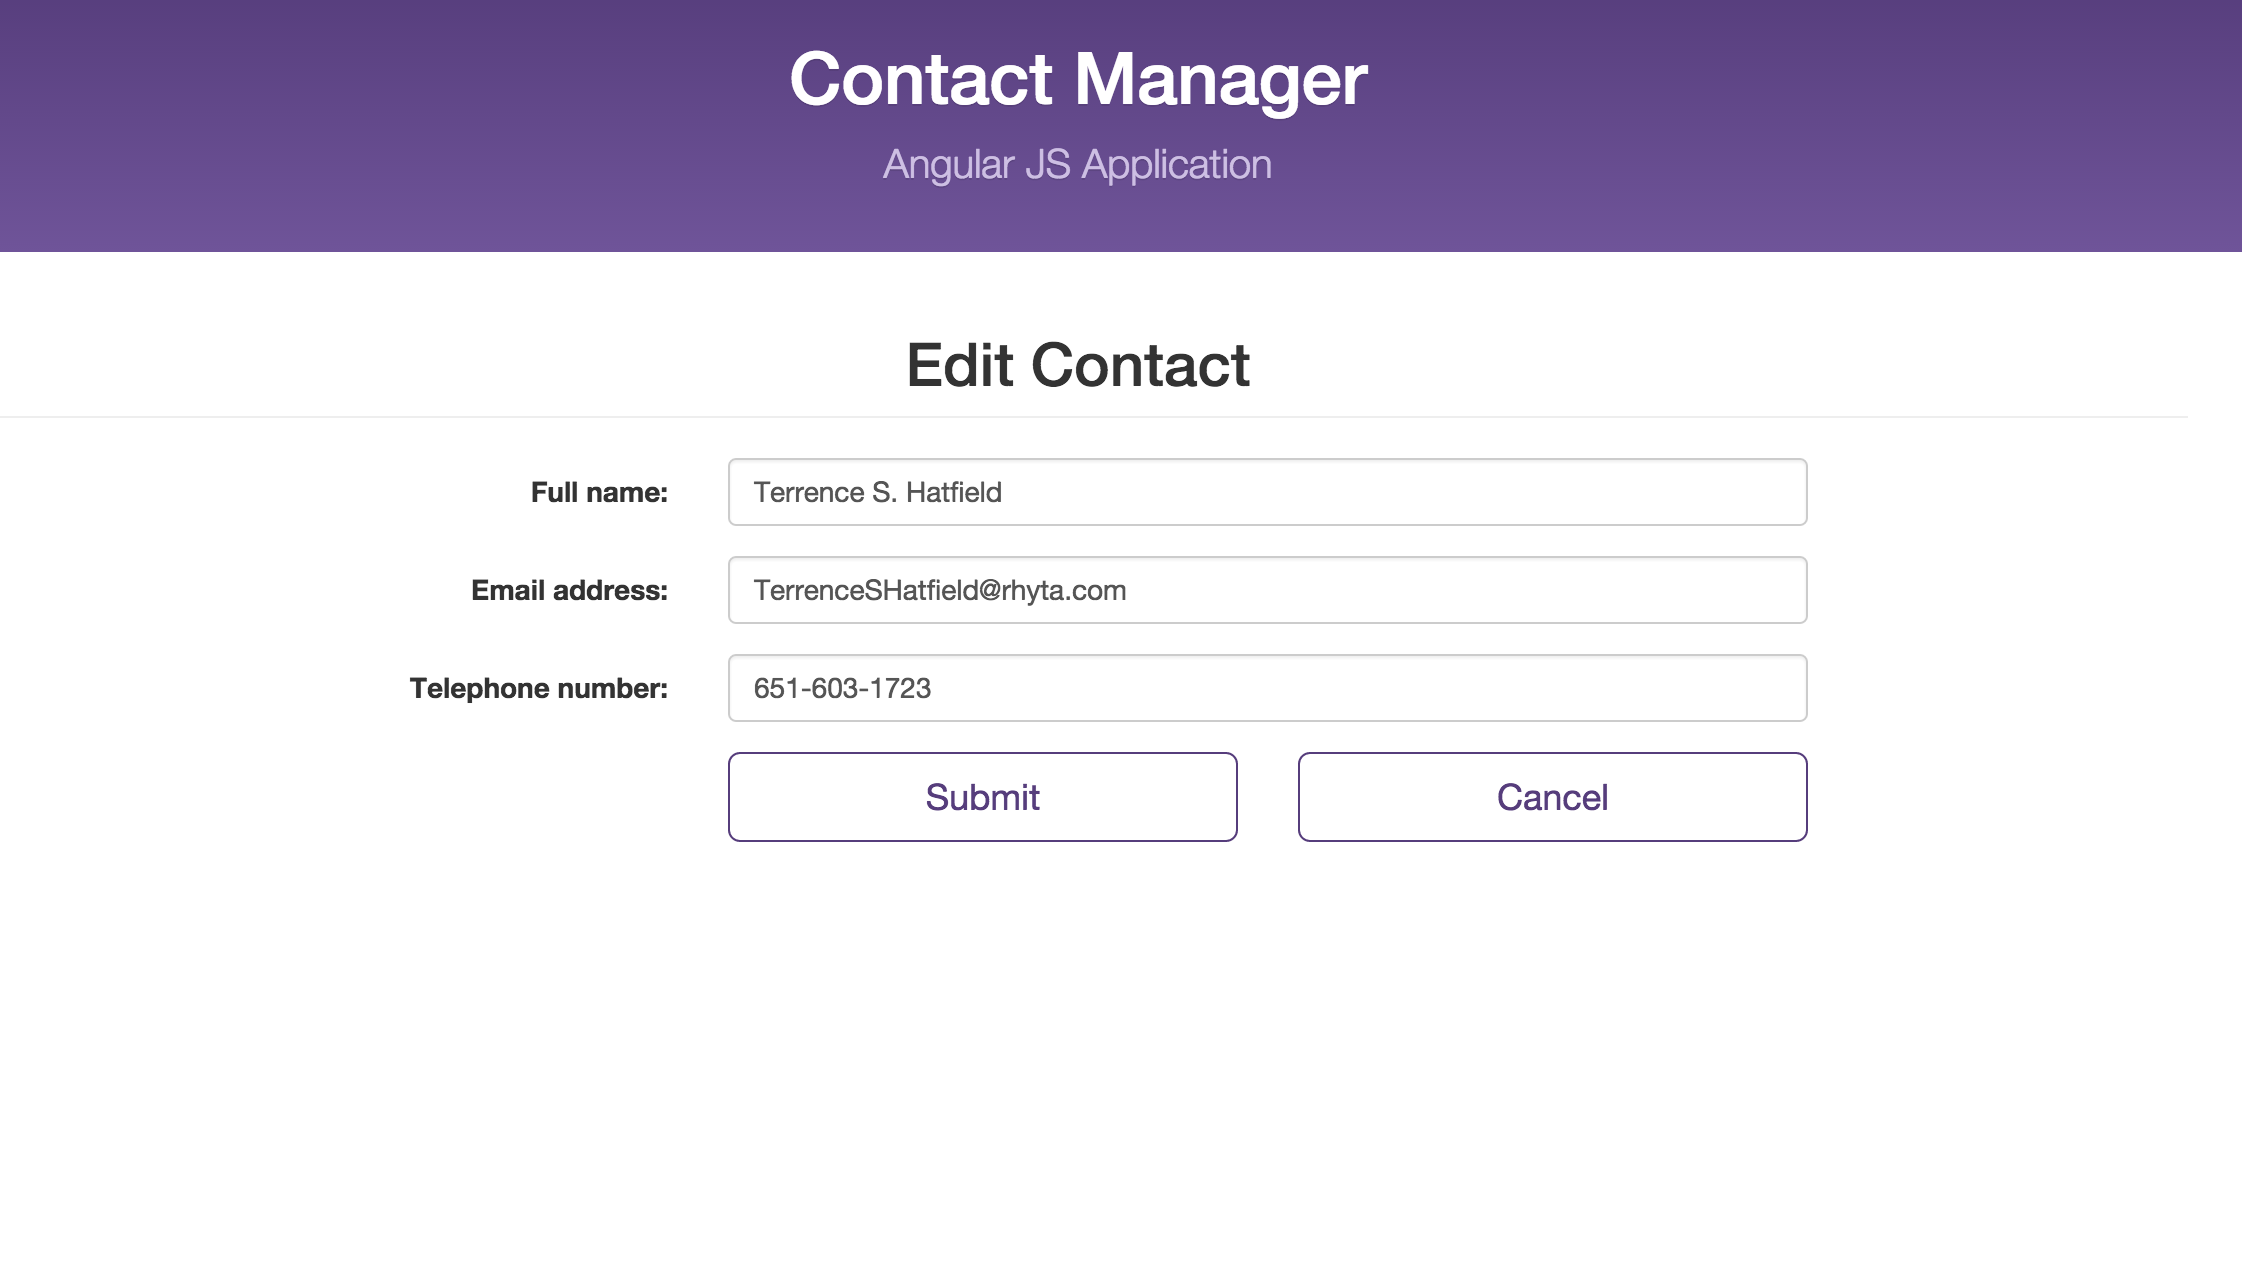 Contact Manager
Angular JS Application
Edit Contact
Full name: Terrence S. Hatfield
Email address: TerrenceSHatfield@rhyta.com
Telephone number: 651-603-1723
Submit Cancel